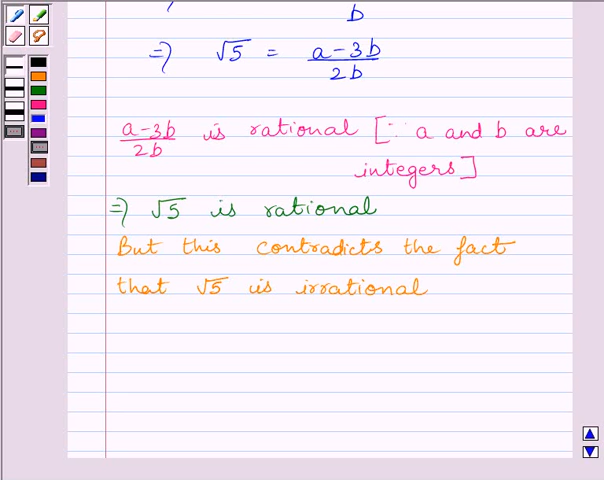 b
⇒ √5 = a-3b / 2b
a-3b / 2b is rational [∵ a and b are
integers]
⇒ √5 is rational
But this contradicts the fact
that √5 is irrational